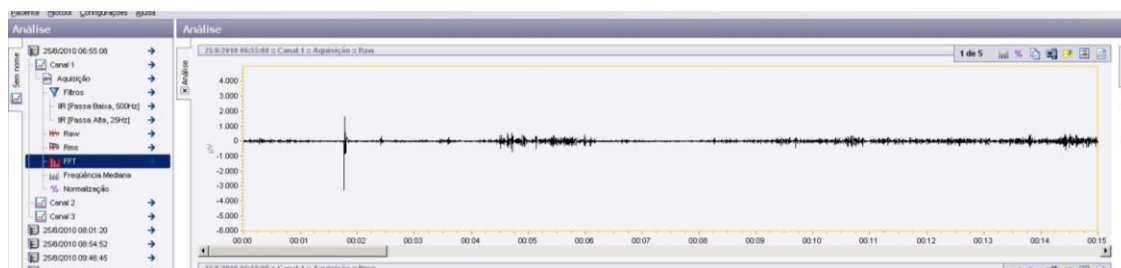 Paciente Biotool Configurações Ajuda
Análise
Análise
Sem nome
25/8/2010 06:55:08
Canal 1
Aquisição
Filtros
IIR [Passa Baixa, 500Hz]
IIR [Passa Alta, 25Hz]
Raw
Rms
FFT
Freqüência Mediana
Normalização
Canal 2
Canal 3
25/8/2010 08:01:20
25/8/2010 08:54:52
25/8/2010 09:46:45
Análise
25/8/2010 06:55:08 :: Canal 1 :: Aquisição :: Raw
1 de 5
4.000
3.000
2.000
1.000
0
-1.000
-2.000
-3.000
-4.000
-5.000
-6.000
µV
00:00 00:01 00:02 00:03 00:04 00:05 00:06 00:07 00:08 00:09 00:10 00:11 00:12 00:13 00:14 00:15